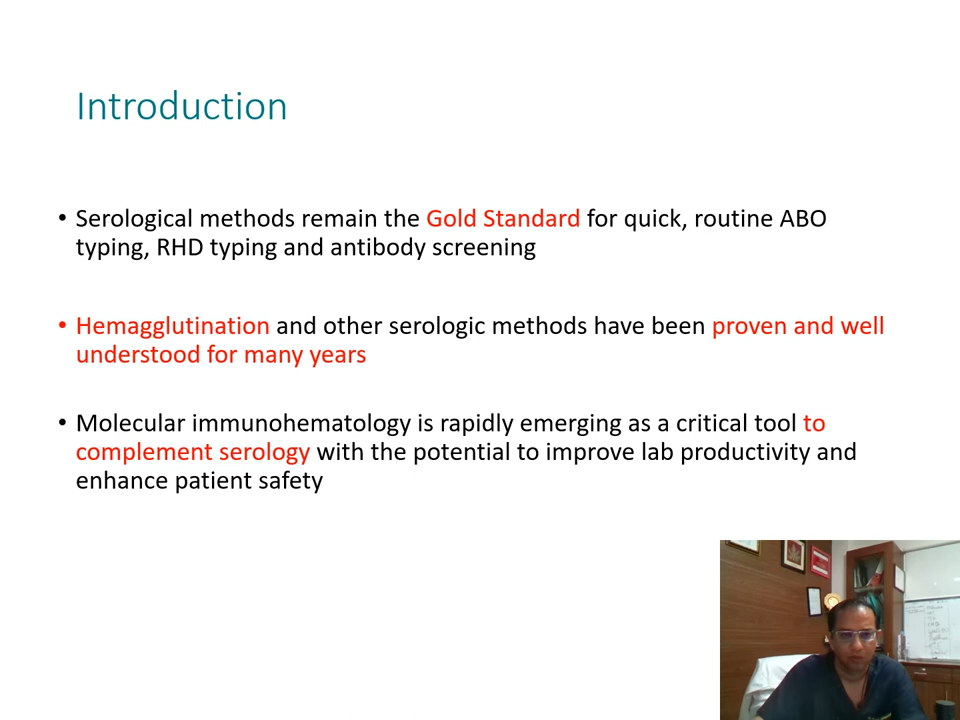 Introduction
• Serological methods remain the Gold Standard for quick, routine ABO
typing, RHD typing and antibody screening
• Hemagglutination and other serologic methods have been proven and well
understood for many years
• Molecular immunohematology is rapidly emerging as a critical tool to
complement serology with the potential to improve lab productivity and
enhance patient safety